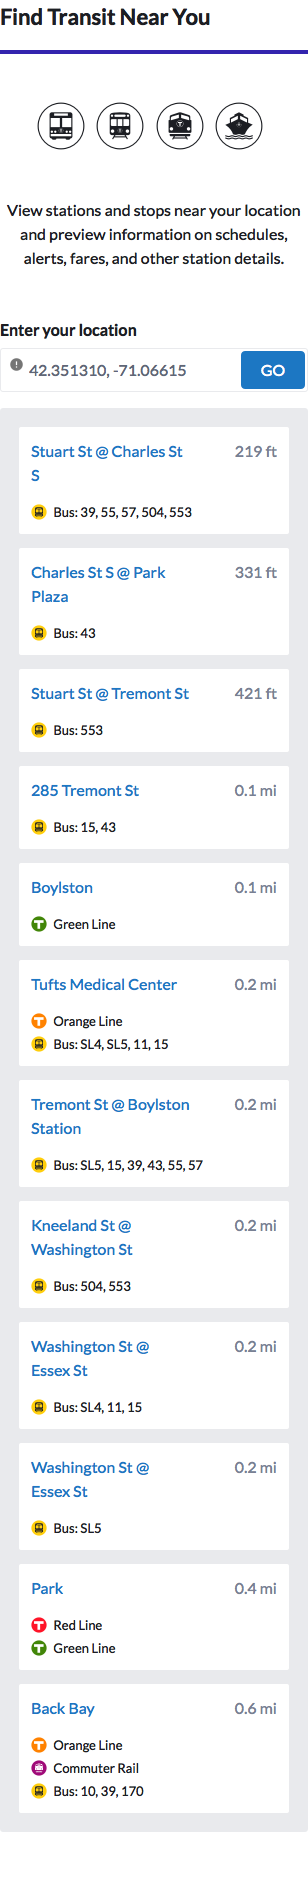 Find Transit Near You
View stations and stops near your location
and preview information on schedules,
alerts, fares, and other station details.
Enter your location
42.351310, -71.06615
GO
Stuart St @ Charles St
S
219 ft
Bus: 39, 55, 57, 504, 553
Charles St S @ Park
Plaza
331 ft
Bus: 43
Stuart St @ Tremont St
421 ft
Bus: 553
285 Tremont St
0.1 mi
Bus: 15, 43
Boylston
0.1 mi
Green Line
Tufts Medical Center
0.2 mi
Orange Line
Bus: SL4, SL5, 11, 15
Tremont St @ Boylston
Station
0.2 mi
Bus: SL5, 15, 39, 43, 55, 57
Kneeland St @
Washington St
0.2 mi
Bus: 504, 553
Washington St @
Essex St
0.2 mi
Bus: SL4, 11, 15
Washington St @
Essex St
0.2 mi
Bus: SL5
Park
0.4 mi
Red Line
Green Line
Back Bay
0.6 mi
Orange Line
Commuter Rail
Bus: 10, 39, 170